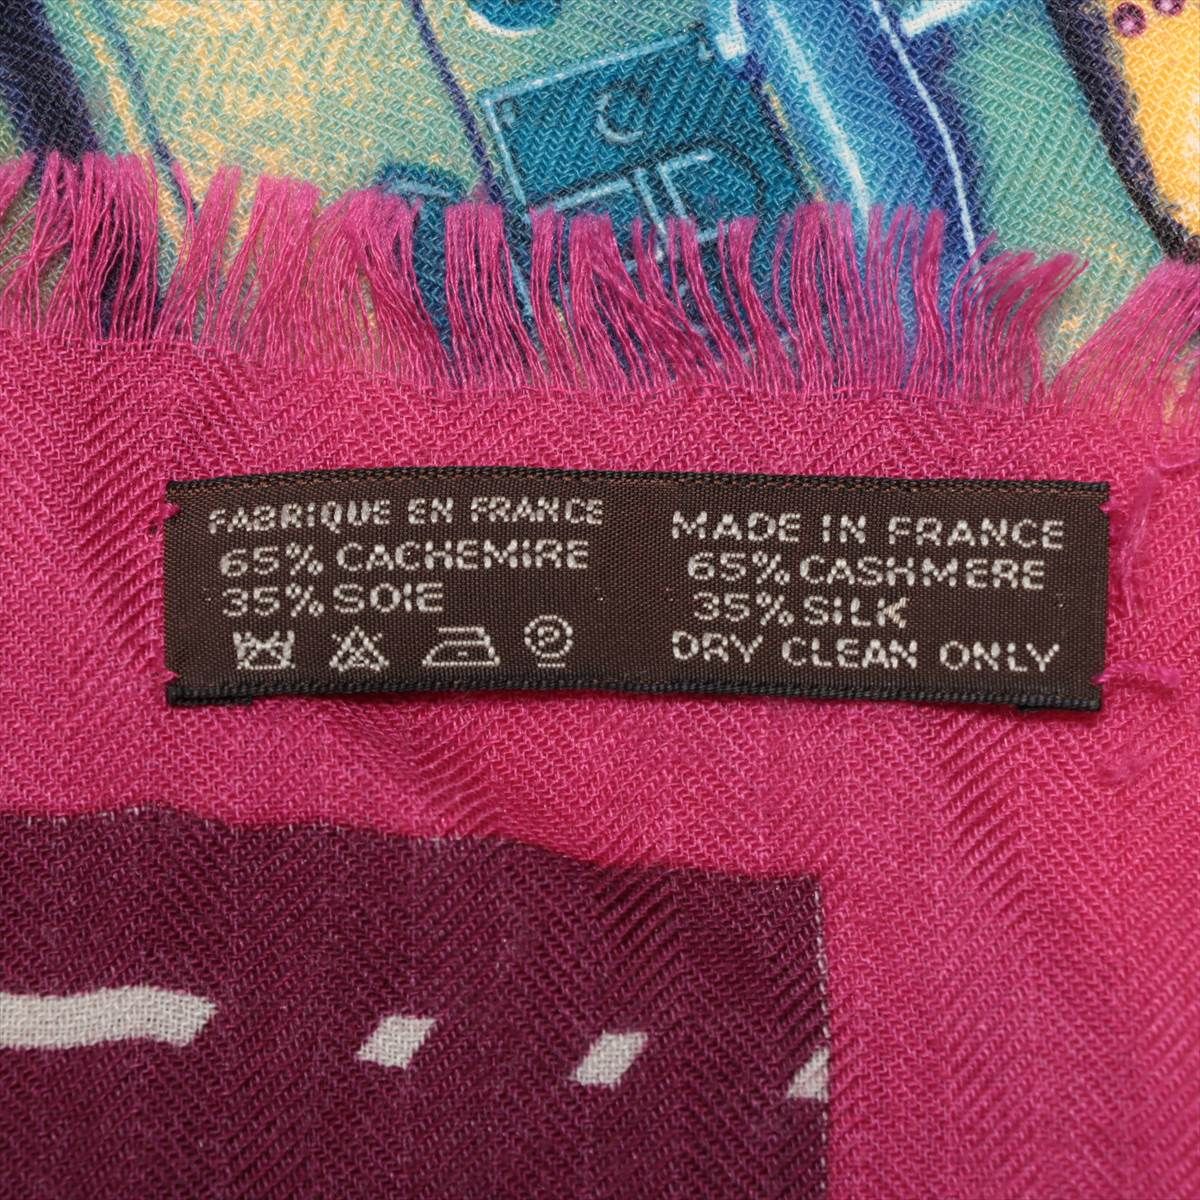 FABRIQUE EN FRANCE
65% CACHEMIRE
35% SOIE
MADE IN FRANCE
65% CASHMERE
35% SILK
DRY CLEAN ONLY